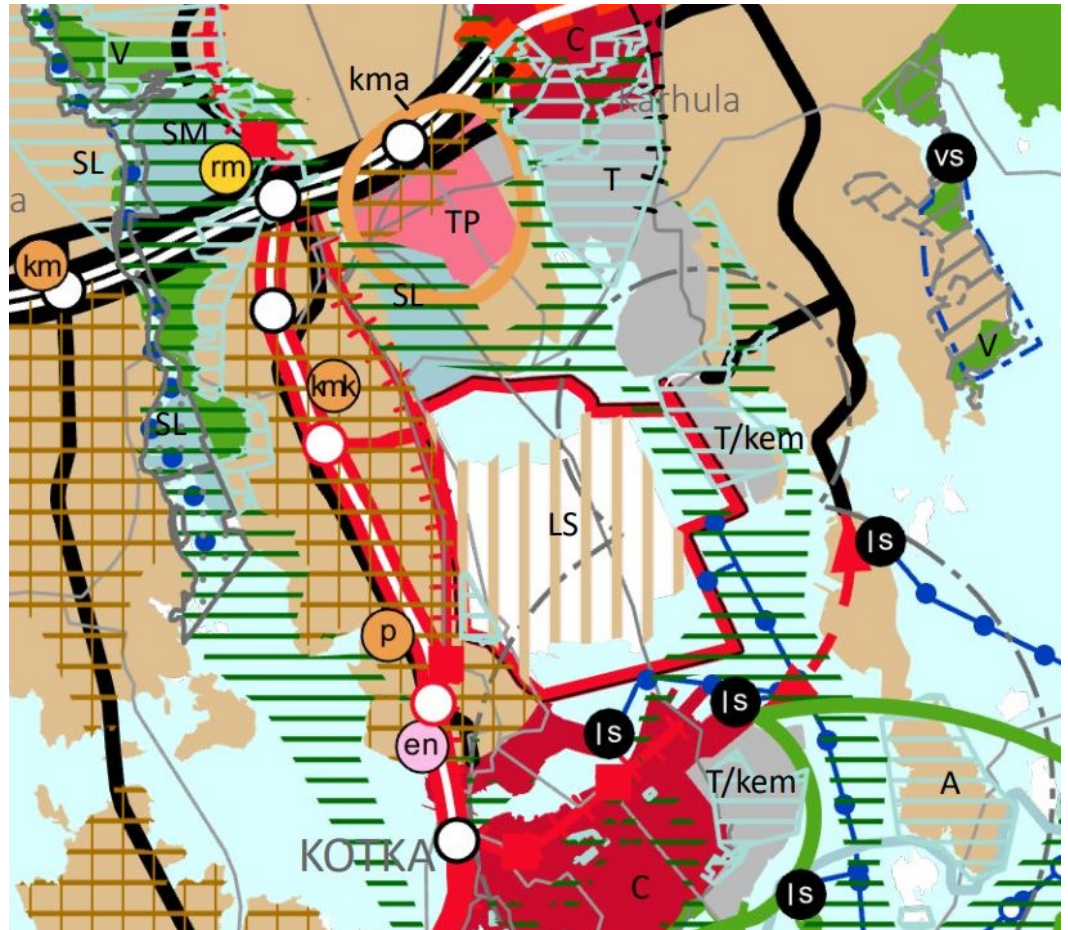 V
C
kma
Karhula
SM
vs
SL
rm
T
a
TP
km
SL
V
kmk
SL
T/kem
LS
ls
p
ls
ls
en
T/kem
A
KOTKA
C
ls